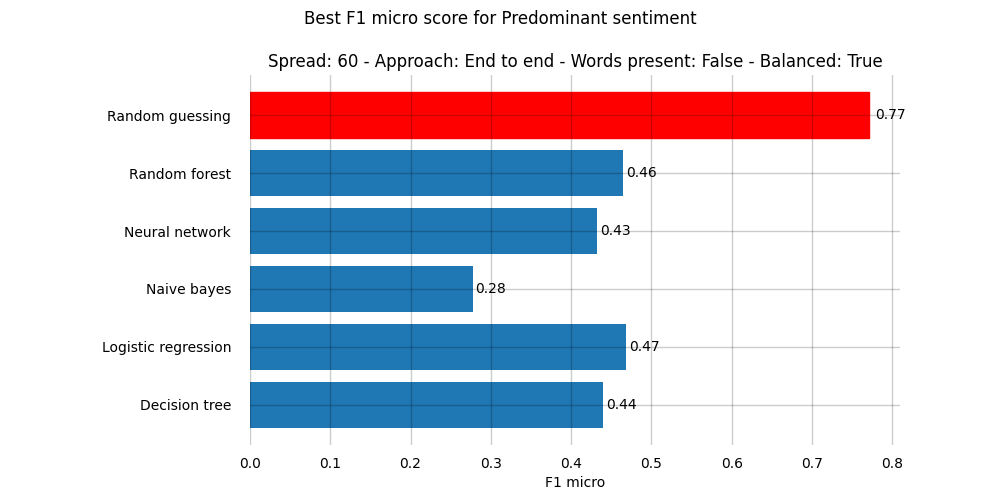 Best F1 micro score for Predominant sentiment
Spread: 60 - Approach: End to end - Words present: False - Balanced: True
Random guessing 0.77
Random forest 0.46
Neural network 0.43
Naive bayes 0.28
Logistic regression 0.47
Decision tree 0.44
0.0 0.1 0.2 0.3 0.4 0.5 0.6 0.7 0.8
F1 micro